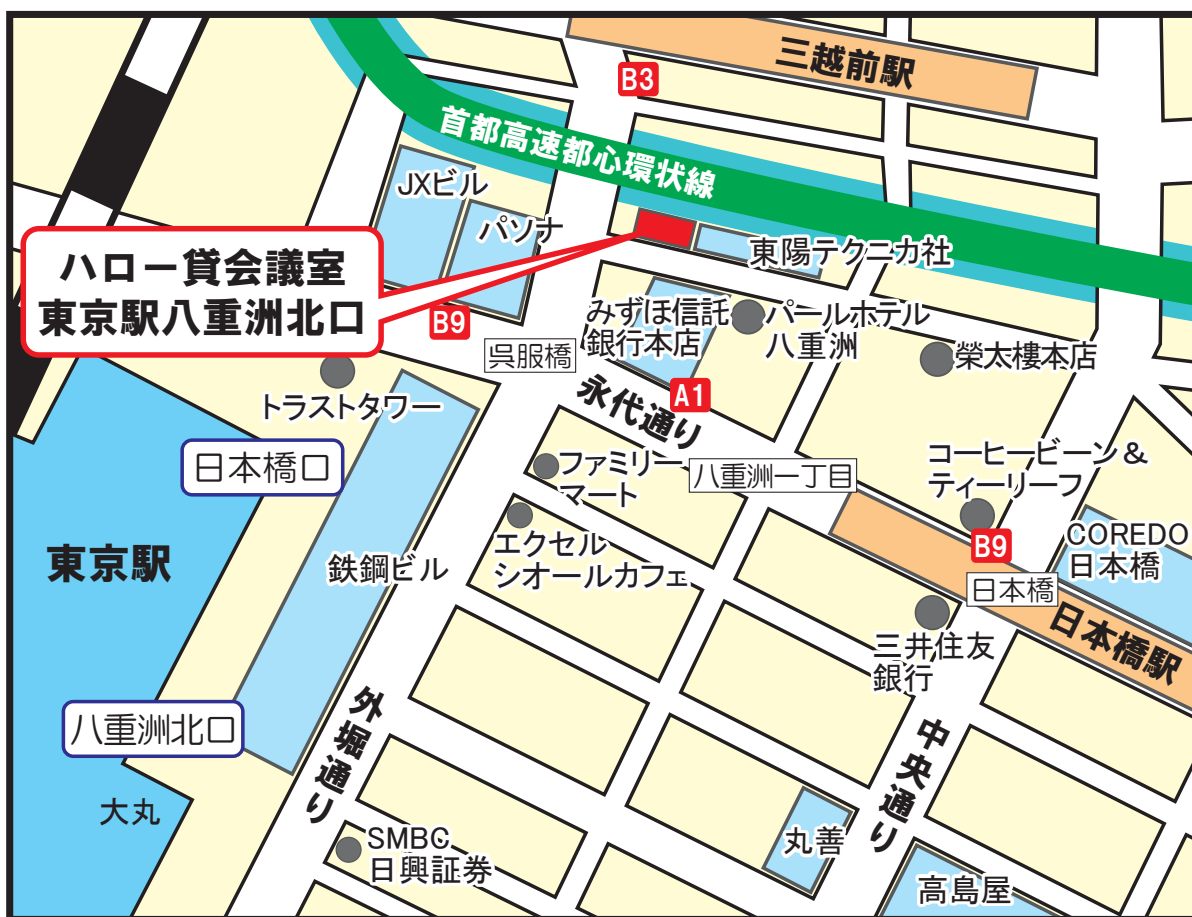 三越前駅
B3
首都高速都心環状線
JXビル
パソナ
ハロー貸会議室
東京駅八重洲北口
東陽テクニカ社
B9
呉服橋
みずほ信託
銀行本店
パールホテル
八重洲
榮太樓本店
トラストタワー
A1
永代通り
日本橋口
ファミリー
マート
八重洲一丁目
コーヒービーン&
ティーリーフ
B9
COREDO
日本橋
東京駅
鉄鋼ビル
エクセル
シオールカフェ
日本橋
日本橋駅
三井住友
銀行
八重洲北口
外堀通り
中央通り
大丸
SMBC
日興証券
丸善
高島屋